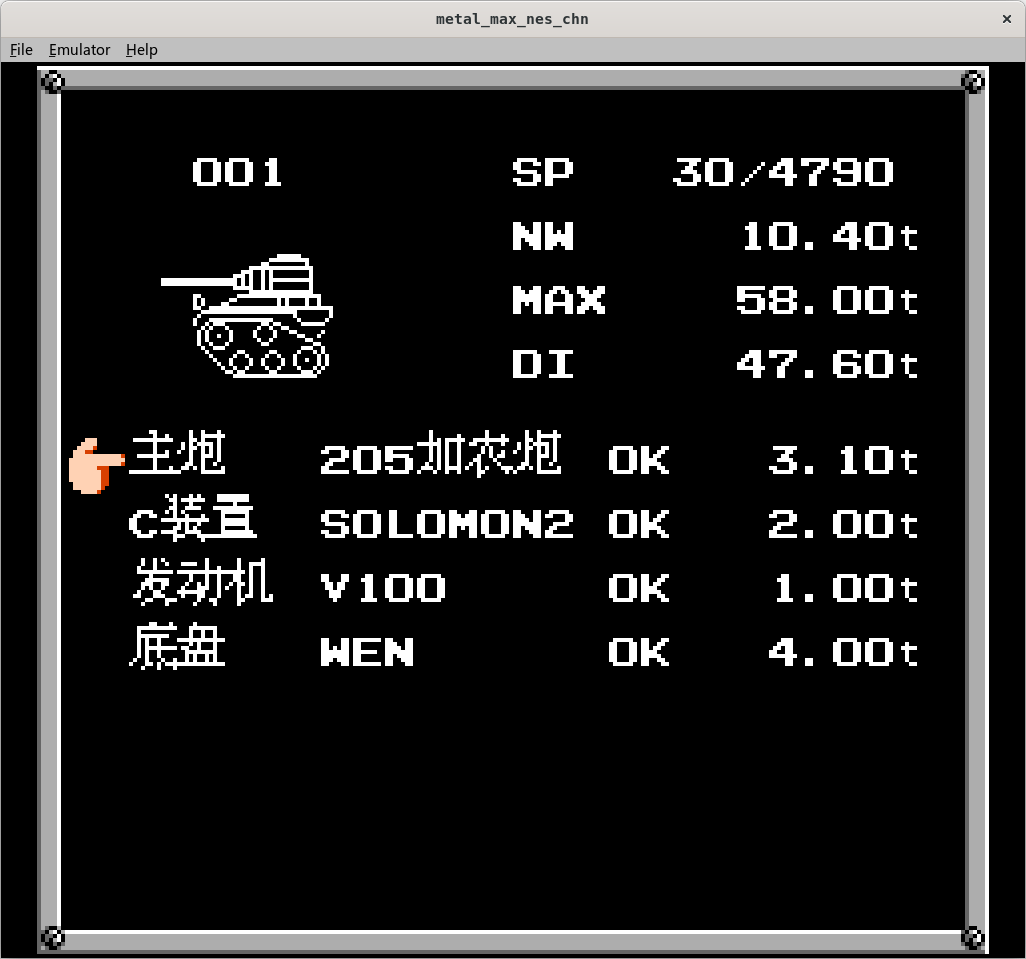 metal_max_nes_chn
File Emulator Help
001 SP 30/4790
NW 10.40t
MAX 58.00t
DI 47.60t
主炮 205加农炮 OK 3.10t
C装置 SOLOMON2 OK 2.00t
发动机 V100 OK 1.00t
底盘 WEN OK 4.00t